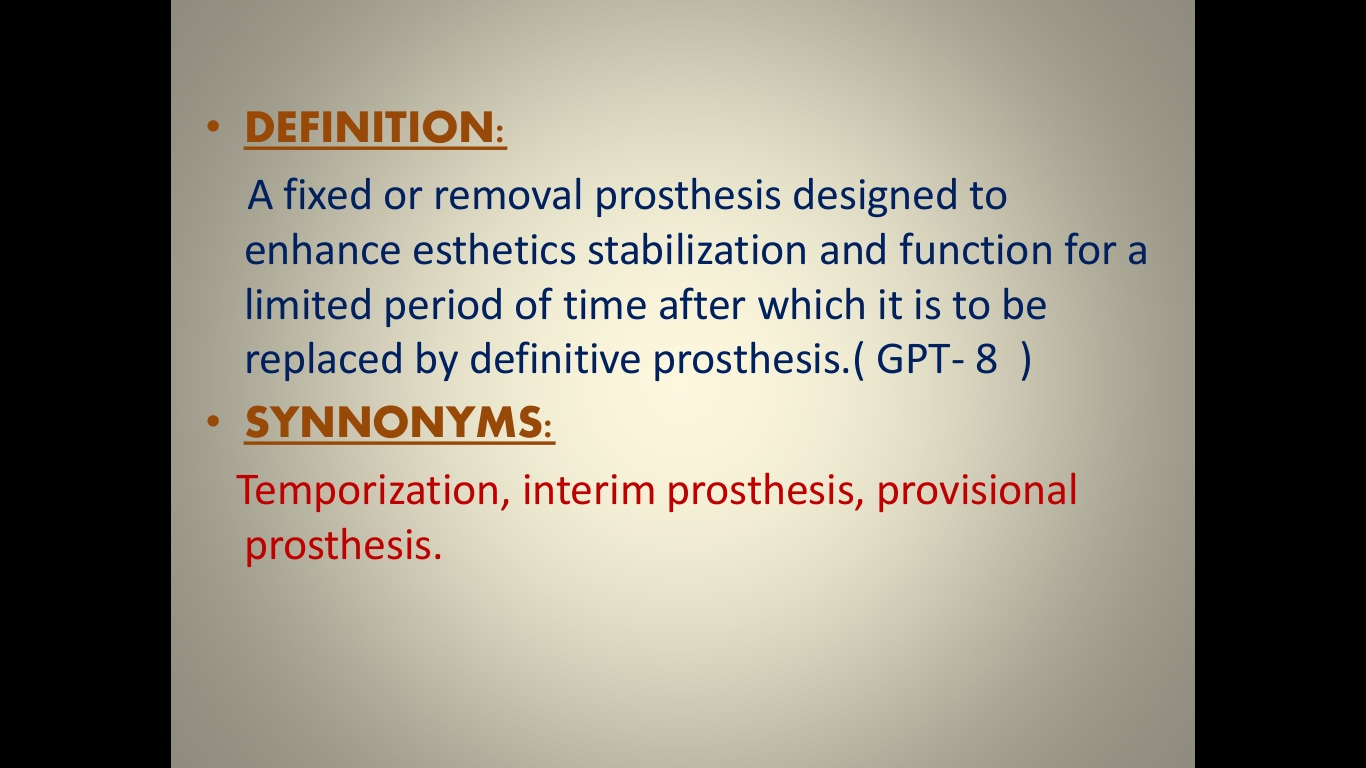 • DEFINITION:
A fixed or removal prosthesis designed to
enhance esthetics stabilization and function for a
limited period of time after which it is to be
replaced by definitive prosthesis.( GPT- 8  )
• SYNNONYMS:
Temporization, interim prosthesis, provisional
prosthesis.